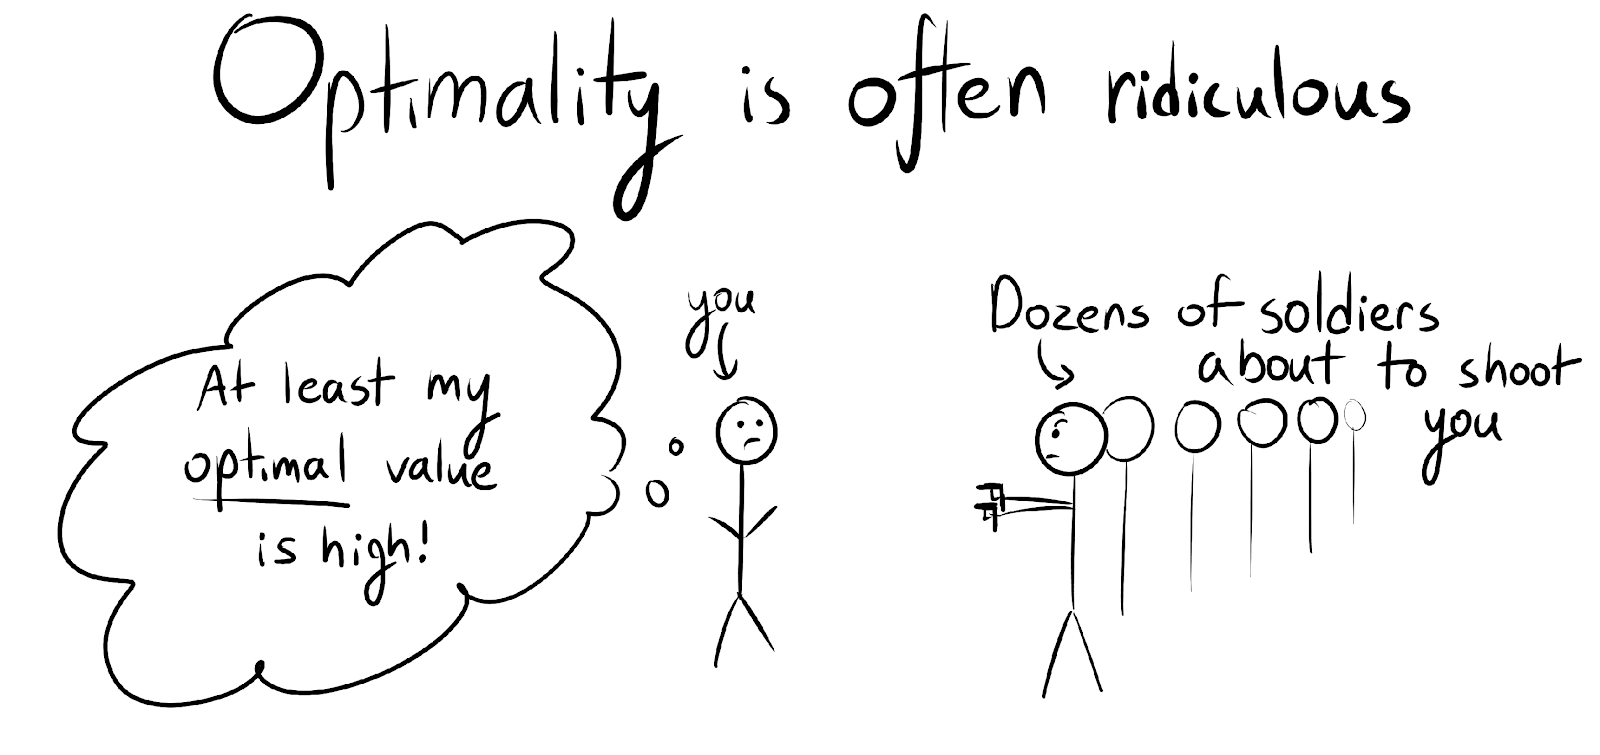 Optimality is often ridiculous
At least my
optimal value
is high!
you
Dozens of soldiers
about to shoot
you